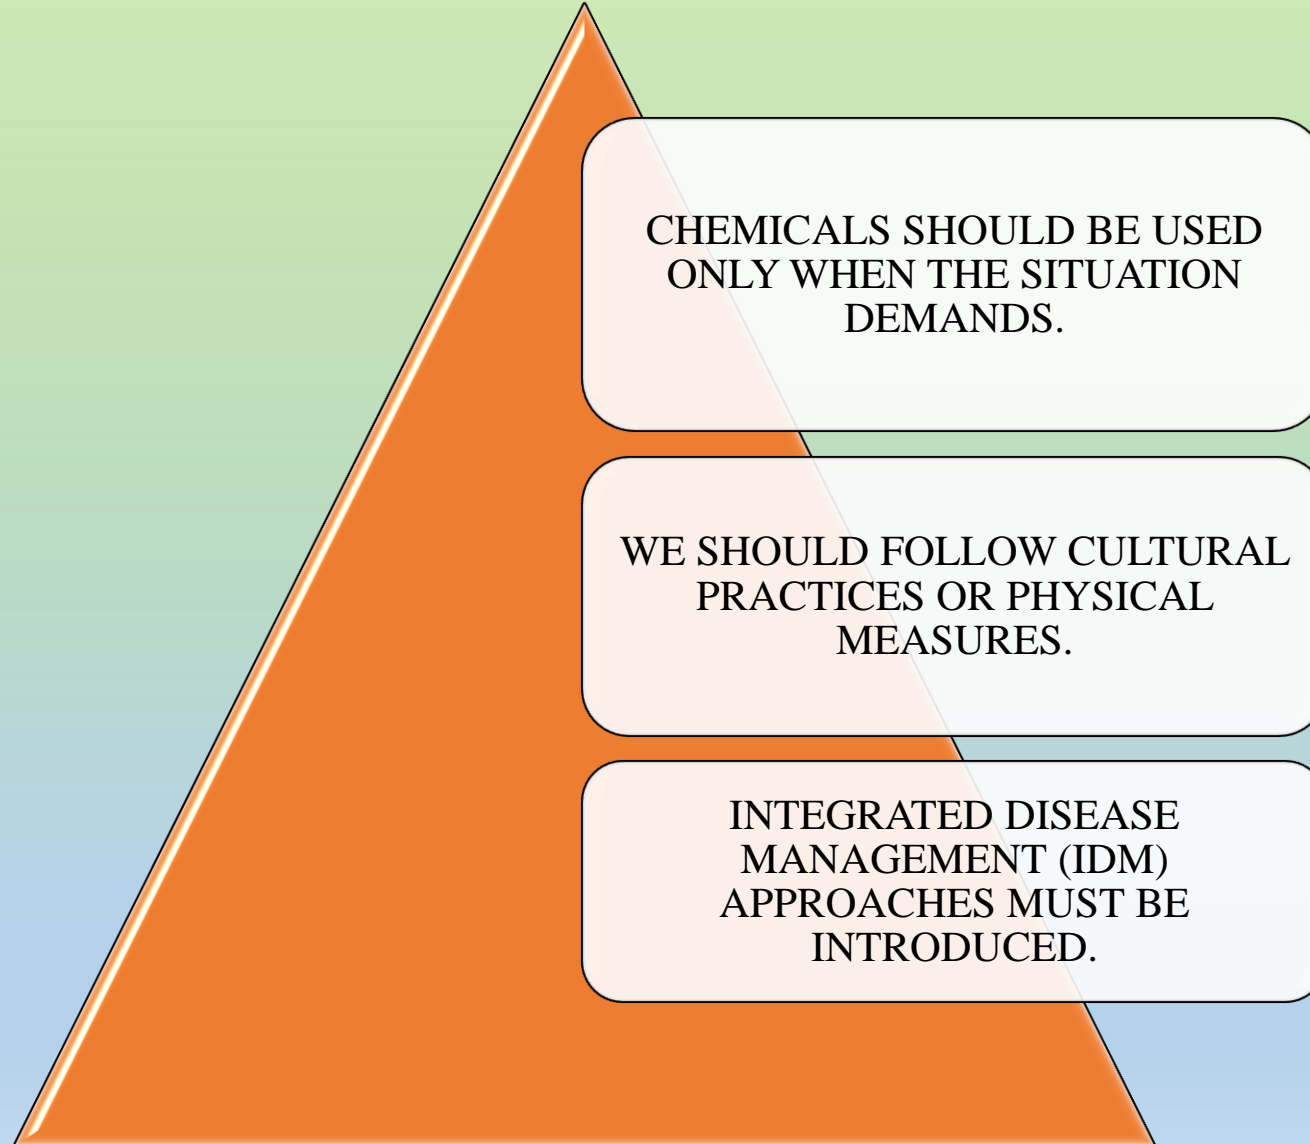 CHEMICALS SHOULD BE USED
ONLY WHEN THE SITUATION
DEMANDS.
WE SHOULD FOLLOW CULTURAL
PRACTICES OR PHYSICAL
MEASURES.
INTEGRATED DISEASE
MANAGEMENT (IDM)
APPROACHES MUST BE
INTRODUCED.